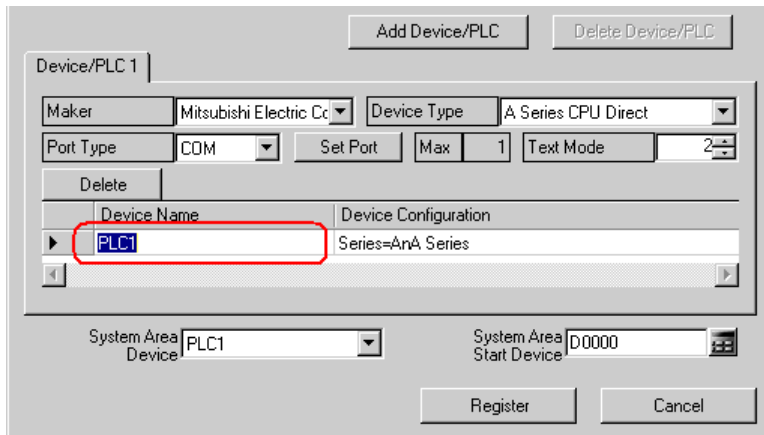 Add Device/PLC Delete Device/PLC
Device/PLC 1
Maker Mitsubishi Electric Cc Device Type A Series CPU Direct
Port Type COM Set Port Max 1 Text Mode 2
Delete
Device Name Device Configuration
PLC1 Series=AnA Series
System Area Device PLC1 System Area Start Device D0000
Register Cancel